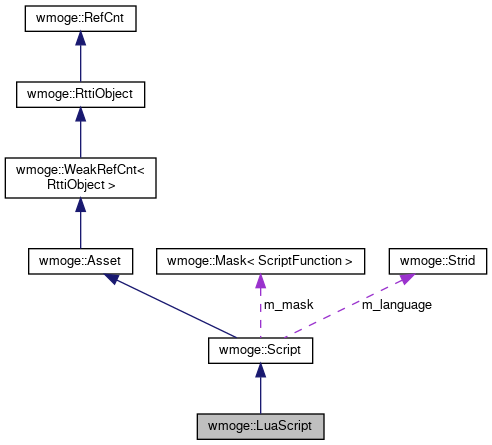 wmoge::RefCnt
wmoge::RttiObject
wmoge::WeakRefCnt<
RttiObject >
wmoge::Asset
wmoge::Mask< ScriptFunction >
wmoge::Strid
m_mask
m_language
wmoge::Script
wmoge::LuaScript